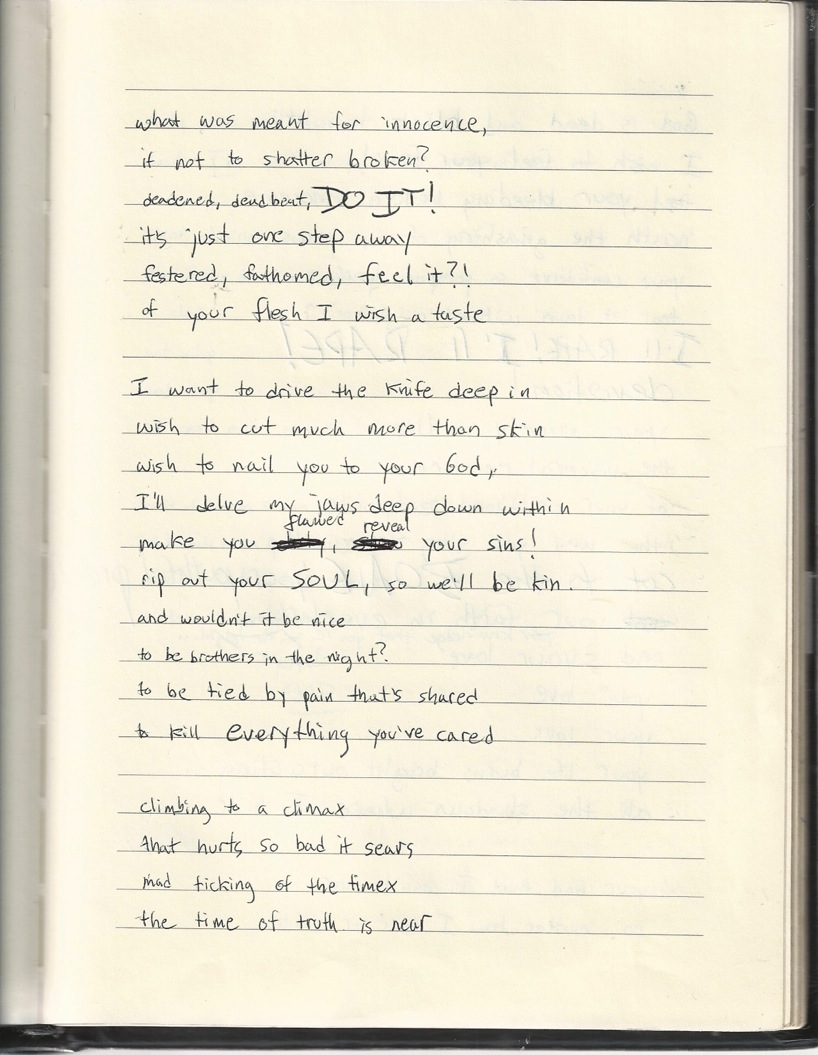 what was meant for innocence,
if not to shatter broken?
deadened, deadbeat, DO IT!
it's just one step away
festered, fathomed, feel it?!
of your flesh I wish a taste
I want to drive the knife deep in
wish to cut much more than skin
wish to nail you to your God,
I'll delve my jaws deep down within
flawed reveal
make you , your sins!
rip out your SOUL, so we'll be kin.
and wouldn't it be nice
to be brothers in the night?
to be tied by pain that's shared
to kill everything you've cared
climbing to a climax
that hurts so bad it sears
mad ticking of the timex
the time of truth is near